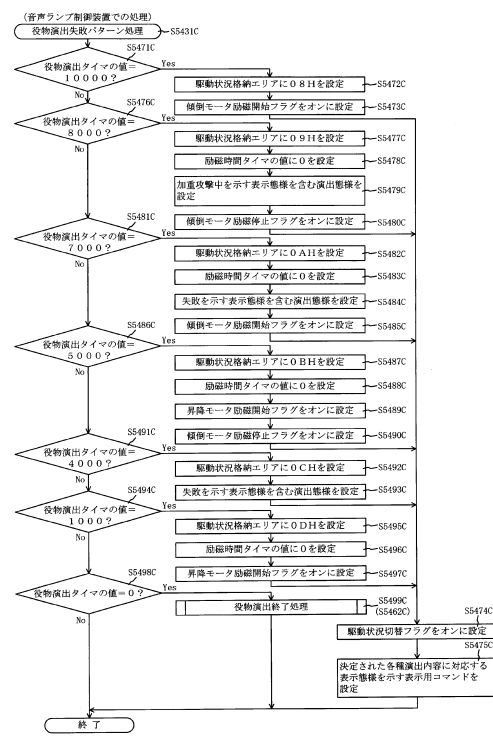 (音声ランプ制御装置での処理)
役物演出失敗パターン処理
S5431C
役物演出タイマの値=
10000?
S5471C
Yes
No
駆動状況格納エリアに08Hを設定
S5472C
傾倒モータ励磁開始フラグをオンに設定
S5473C
役物演出タイマの値=
8000?
S5476C
Yes
No
駆動状況格納エリアに09Hを設定
S5477C
励磁時間タイマの値に0を設定
S5478C
加重攻撃中を示す表示態様を含む演出態様を
設定
S5479C
傾倒モータ励磁停止フラグをオンに設定
S5480C
役物演出タイマの値=
7000?
S5481C
Yes
No
駆動状況格納エリアに0AHを設定
S5482C
励磁時間タイマの値に0を設定
S5483C
失敗を示す表示態様を含む演出態様を設定
S5484C
傾倒モータ励磁開始フラグをオンに設定
S5485C
役物演出タイマの値=
5000?
S5486C
Yes
No
駆動状況格納エリアに0BHを設定
S5487C
励磁時間タイマの値に0を設定
S5488C
昇降モータ励磁開始フラグをオンに設定
S5489C
傾倒モータ励磁停止フラグをオンに設定
S5490C
役物演出タイマの値=
4000?
S5491C
Yes
No
駆動状況格納エリアに0CHを設定
S5492C
失敗を示す表示態様を含む演出態様を設定
S5493C
役物演出タイマの値=
1000?
S5494C
Yes
No
駆動状況格納エリアに0DHを設定
S5495C
励磁時間タイマの値に0を設定
S5496C
昇降モータ励磁開始フラグをオンに設定
S5497C
役物演出タイマの値=0?
S5498C
Yes
No
役物演出終了処理
S5499C
(S5462C)
S5474C
駆動状況切替フラグをオンに設定
S5475C
決定された各種演出内容に対応する
表示態様を示す表示用コマンドを
設定
終了